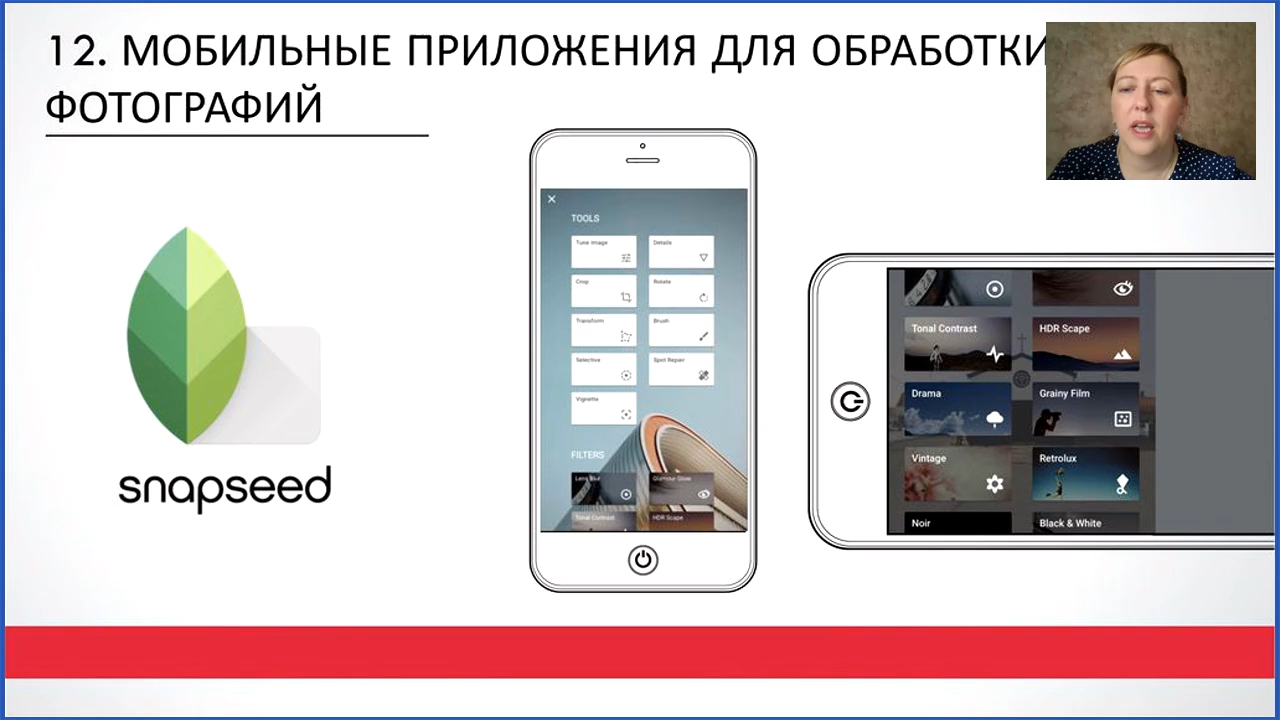 12. МОБИЛЬНЫЕ ПРИЛОЖЕНИЯ ДЛЯ ОБРАБОТКИ
ФОТОГРАФИЙ
snapseed
TOOLS
Tune Image
Details
Crop
Rotate
Transform
Brush
Selective
Spot Repair
Vignette
FILTERS
Lens Blur
Glamour Glow
Tonal Contrast
HDR Scape
Tonal Contrast
HDR Scape
Drama
Grainy Film
Vintage
Retrolux
Noir
Black & White